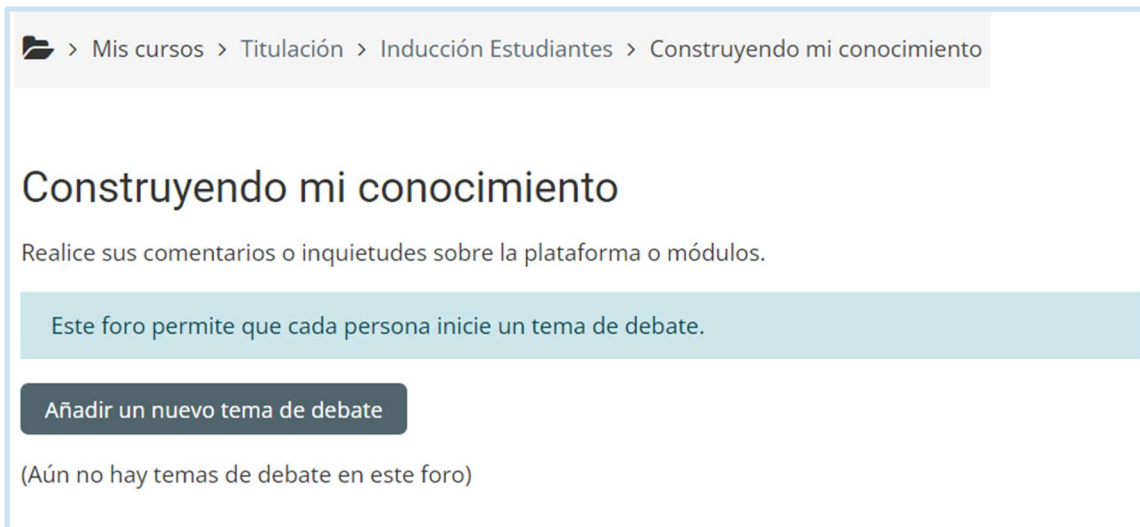 > Mis cursos > Titulación > Inducción Estudiantes > Construyendo mi conocimiento
Construyendo mi conocimiento
Realice sus comentarios o inquietudes sobre la plataforma o módulos.
Este foro permite que cada persona inicie un tema de debate.
Añadir un nuevo tema de debate
(Aún no hay temas de debate en este foro)